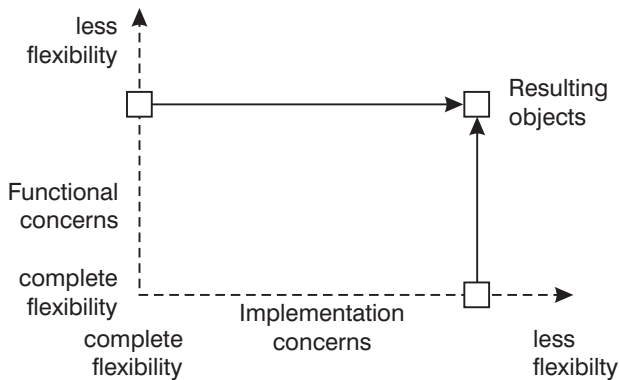 less
flexibility
Resulting
objects
Functional
concerns
complete
flexibility
Implementation
concerns
complete
flexibility
less
flexibilty